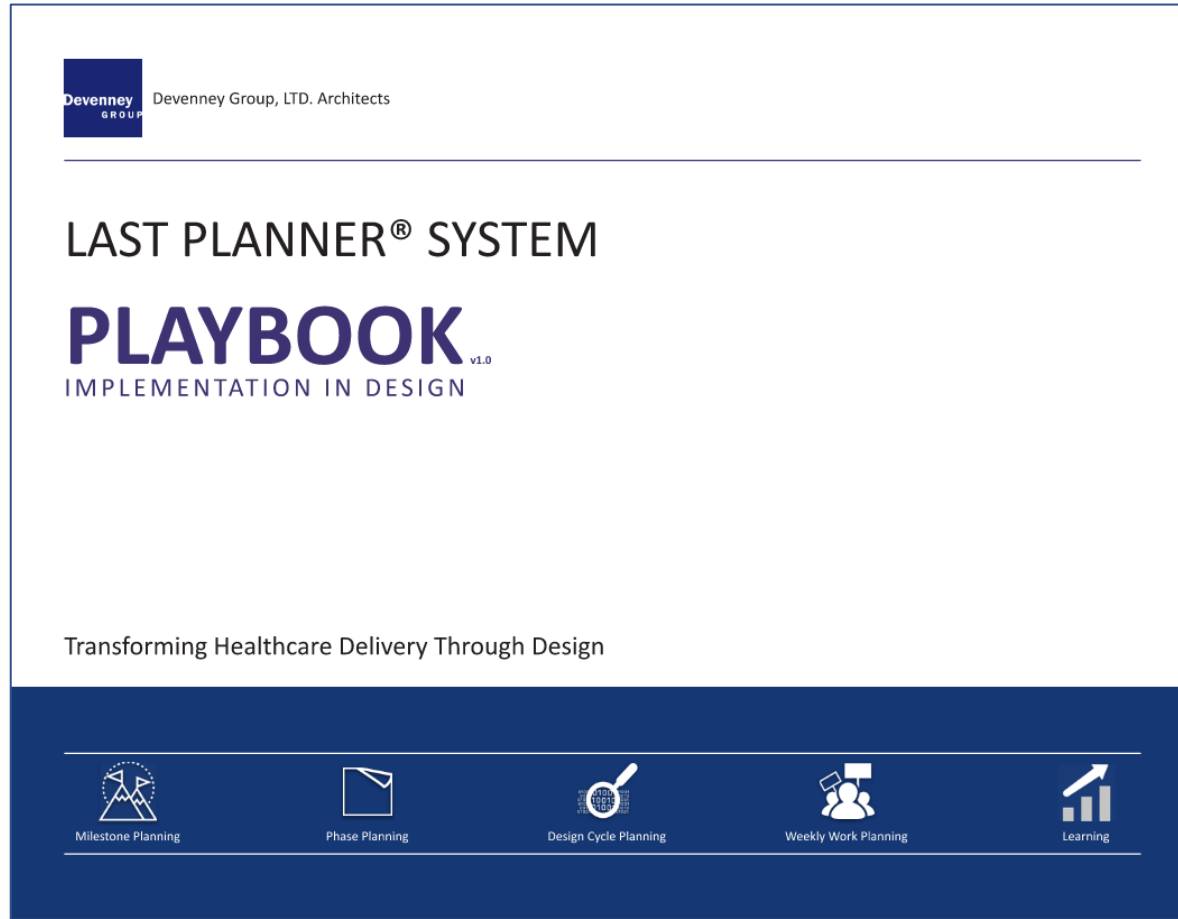 Devenney
GROUP
Devenney Group, LTD. Architects
LAST PLANNER® SYSTEM
PLAYBOOK v1.0
IMPLEMENTATION IN DESIGN
Transforming Healthcare Delivery Through Design
Milestone Planning
Phase Planning
Design Cycle Planning
Weekly Work Planning
Learning